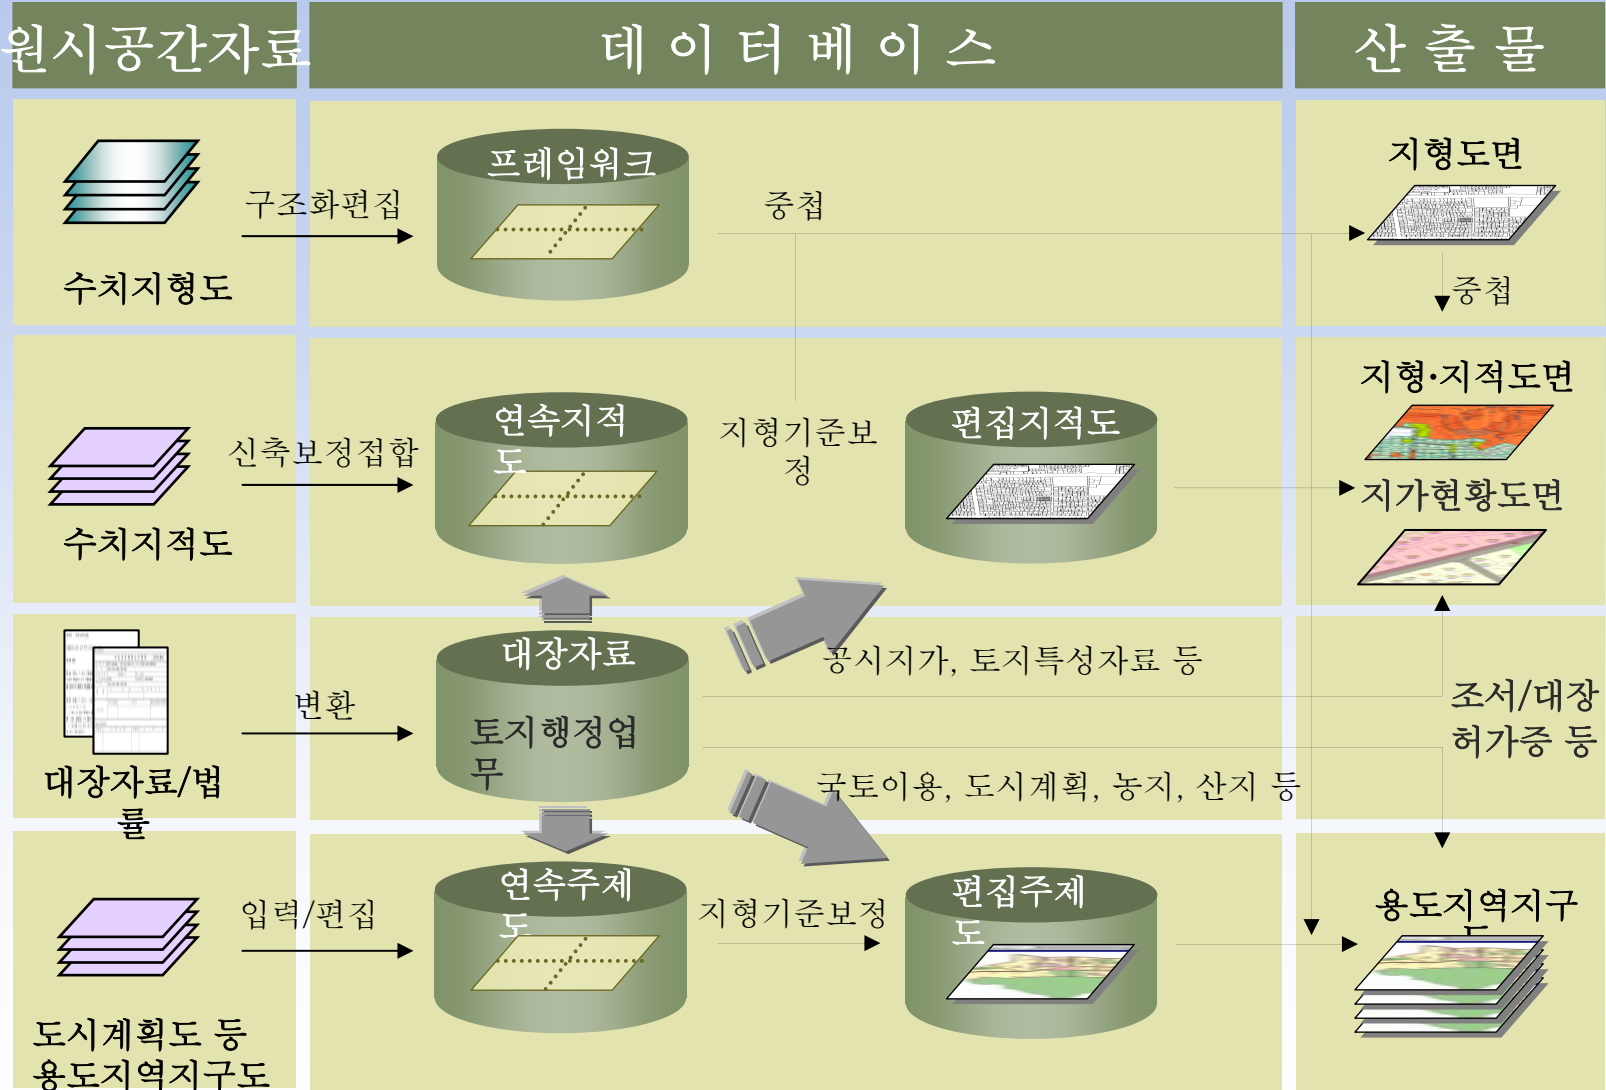 원시공간자료
데 이 터 베 이 스
산 출 물
프레임워크
지형도면
구조화편집
중첩
수치지형도
중첩
지형·지적도면
연속지적
도
지형기준보
정
편집지적도
신축보정접합
지가현황도면
수치지적도
대장자료
공시지가, 토지특성자료 등
변환
토지행정업
무
조서/대장
허가증 등
대장자료/법
률
국토이용, 도시계획, 농지, 산지 등
연속주제
도
입력/편집
지형기준보정
편집주제
도
용도지역지구
도시계획도 등
용도지역지구도